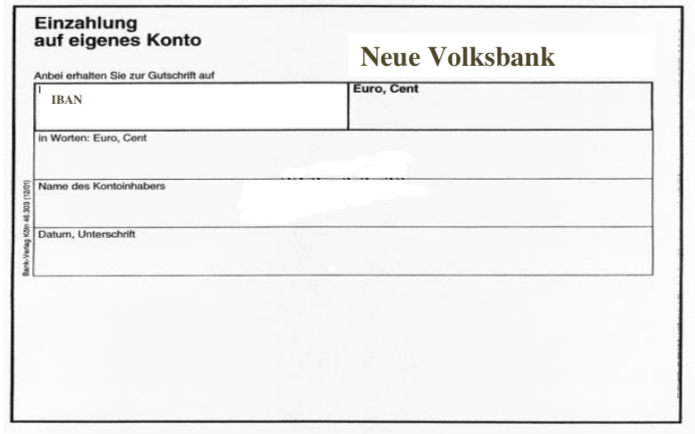 Einzahlung
auf eigenes Konto
Neue Volksbank
Anbei erhalten Sie zur Gutschrift auf
IBAN
Euro, Cent
in Worten: Euro, Cent
Name des Kontoinhabers
Datum, Unterschrift
Bank-Verlag Köln 46.303 (12/01)